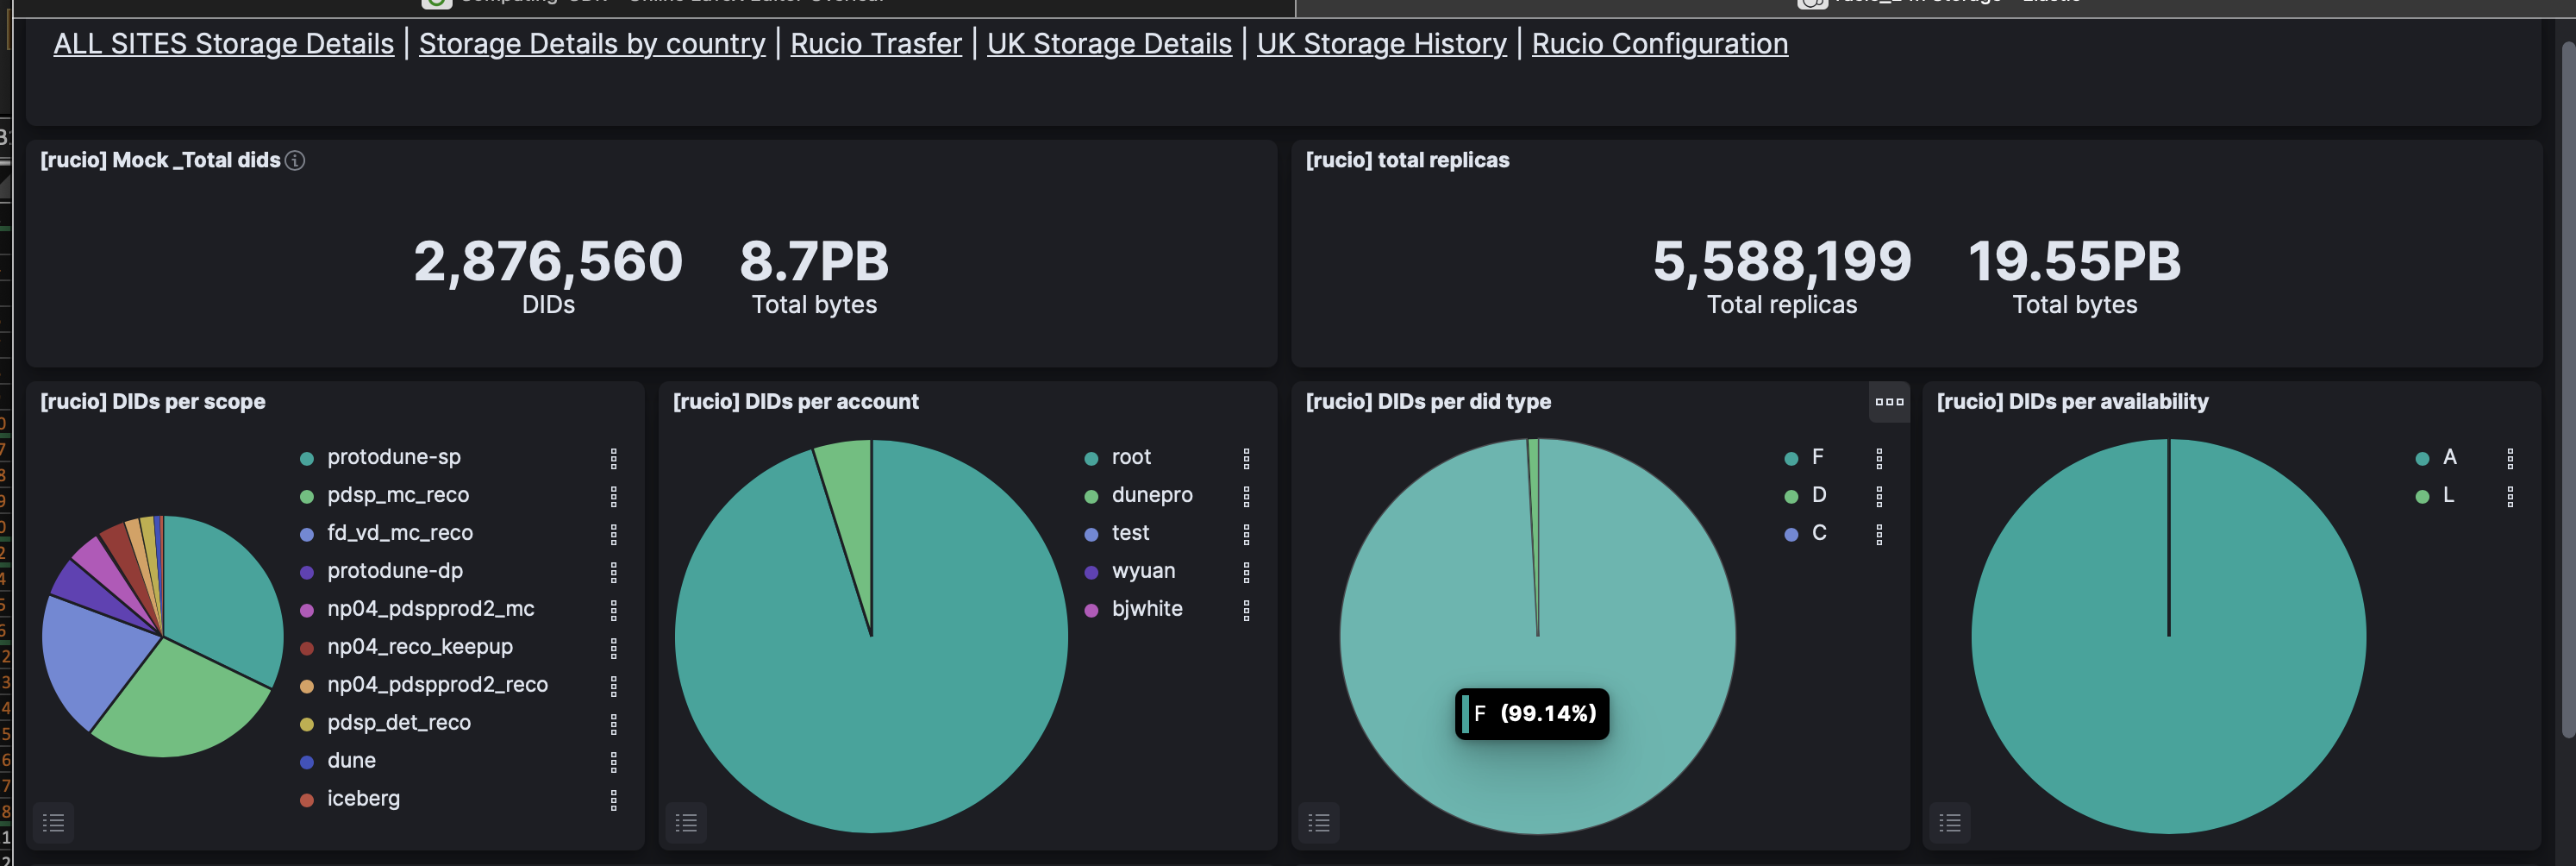 ALL SITES Storage Details | Storage Details by country | Rucio Trasfer | UK Storage Details | UK Storage History | Rucio Configuration
[rucio] Mock _Total dids
2,876,560 8.7PB
DIDs Total bytes
[rucio] total replicas
5,588,199 19.55PB
Total replicas Total bytes
[rucio] DIDs per scope
protodune-sp
pdsp_mc_reco
fd_vd_mc_reco
protodune-dp
np04_pdspprod2_mc
np04_reco_keepup
np04_pdspprod2_reco
pdsp_det_reco
dune
iceberg
[rucio] DIDs per account
root
dunepro
test
wyuan
bjwhite
[rucio] DIDs per did type
F
D
C
F (99.14%)
[rucio] DIDs per availability
A
L